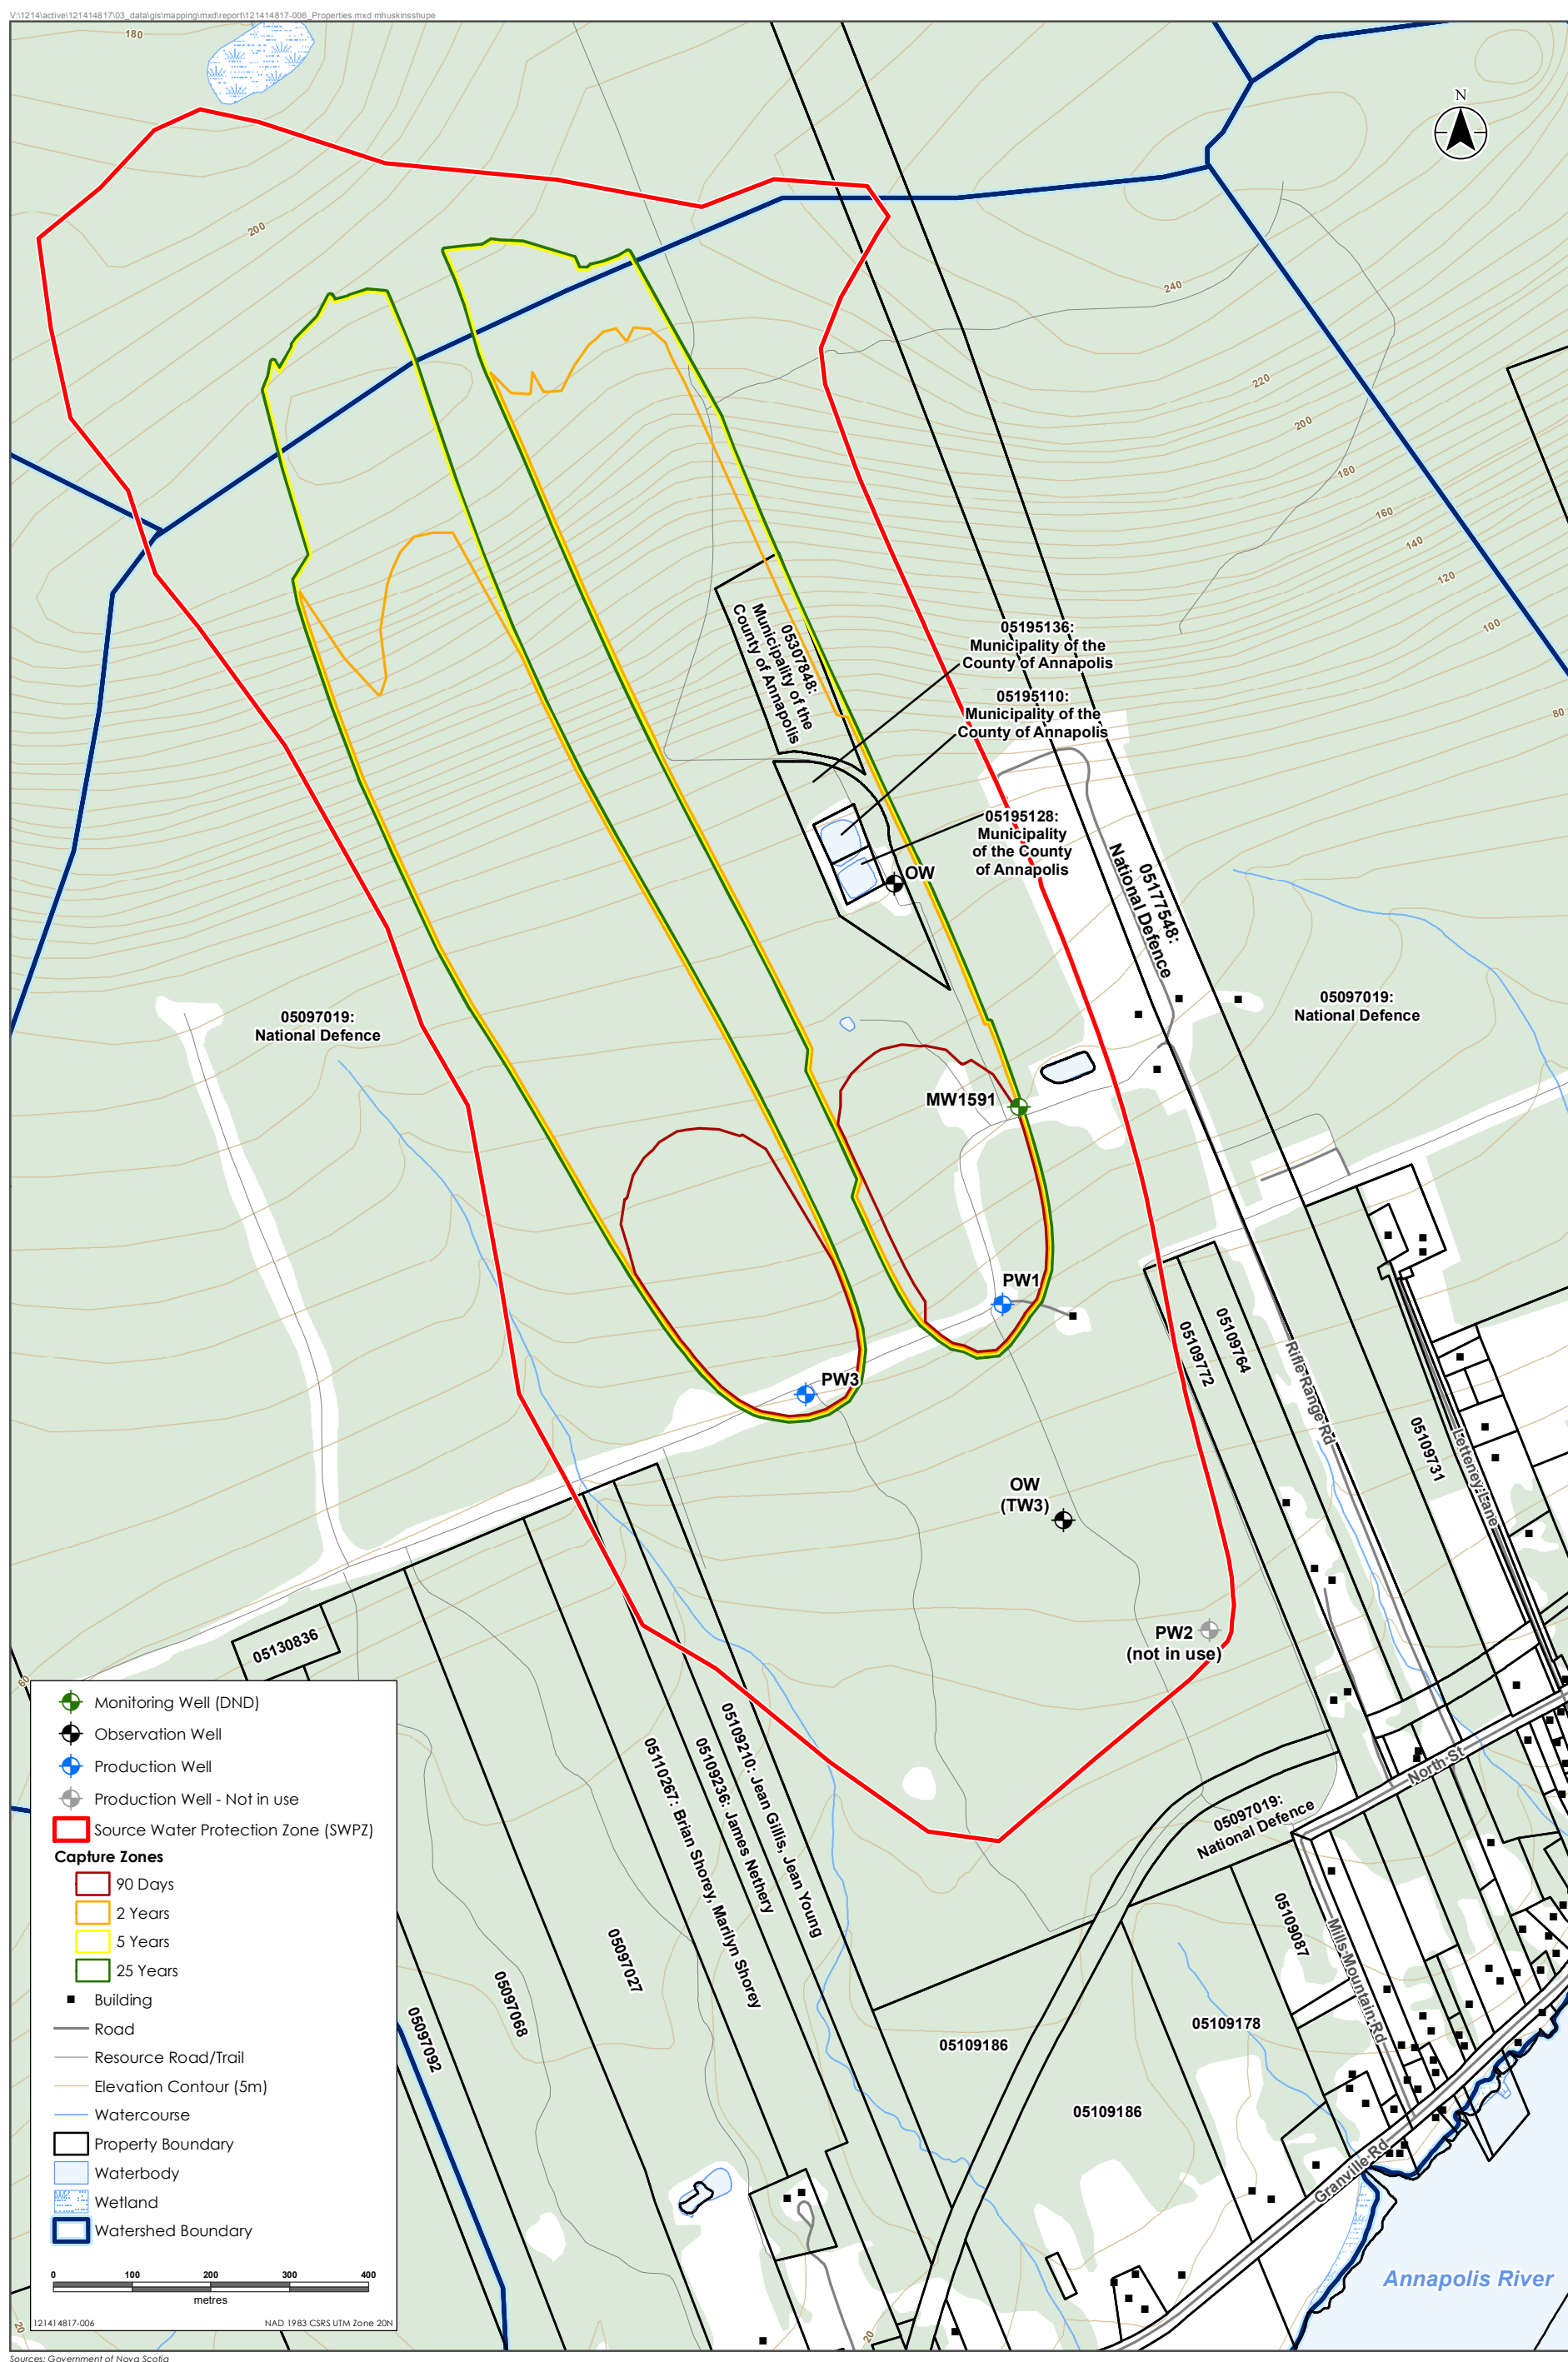 V:\1214\active\121414817\03_data\gis\mapping\mxd\report\121414817-006_Properties.mxd mhuskinsshupe
180
N
200
240
220
200
180
160
140
120
100
80
05307848:
Municipality of the
County of Annapolis
05195136:
Municipality of the
County of Annapolis
05195110:
Municipality of the
County of Annapolis
05195128:
Municipality
of the County
of Annapolis
OW
05177548:
National Defence
05097019:
National Defence
05097019:
National Defence
MW1591
PW1
PW3
05109772
05109764
Rifle Range Rd
05109731
Letteney Lane
OW
(TW3)
PW2
(not in use)
05130836
60
05109210: Jean Gillis, Jean Young
05109236: James Nethery
05110267: Brian Shorey, Marilyn Shorey
North St
05097019:
National Defence
05109087
Mills Mountain Rd
05097027
05097068
05097092
05109186
05109178
05109186
Granville Rd
Annapolis River
20
20
Monitoring Well (DND)
Observation Well
Production Well
Production Well - Not in use
Source Water Protection Zone (SWPZ)
Capture Zones
90 Days
2 Years
5 Years
25 Years
Building
Road
Resource Road/Trail
Elevation Contour (5m)
Watercourse
Property Boundary
Waterbody
Wetland
Watershed Boundary
0 100 200 300 400
metres
121414817-006 NAD 1983 CSRS UTM Zone 20N
Sources: Government of Nova Scotia